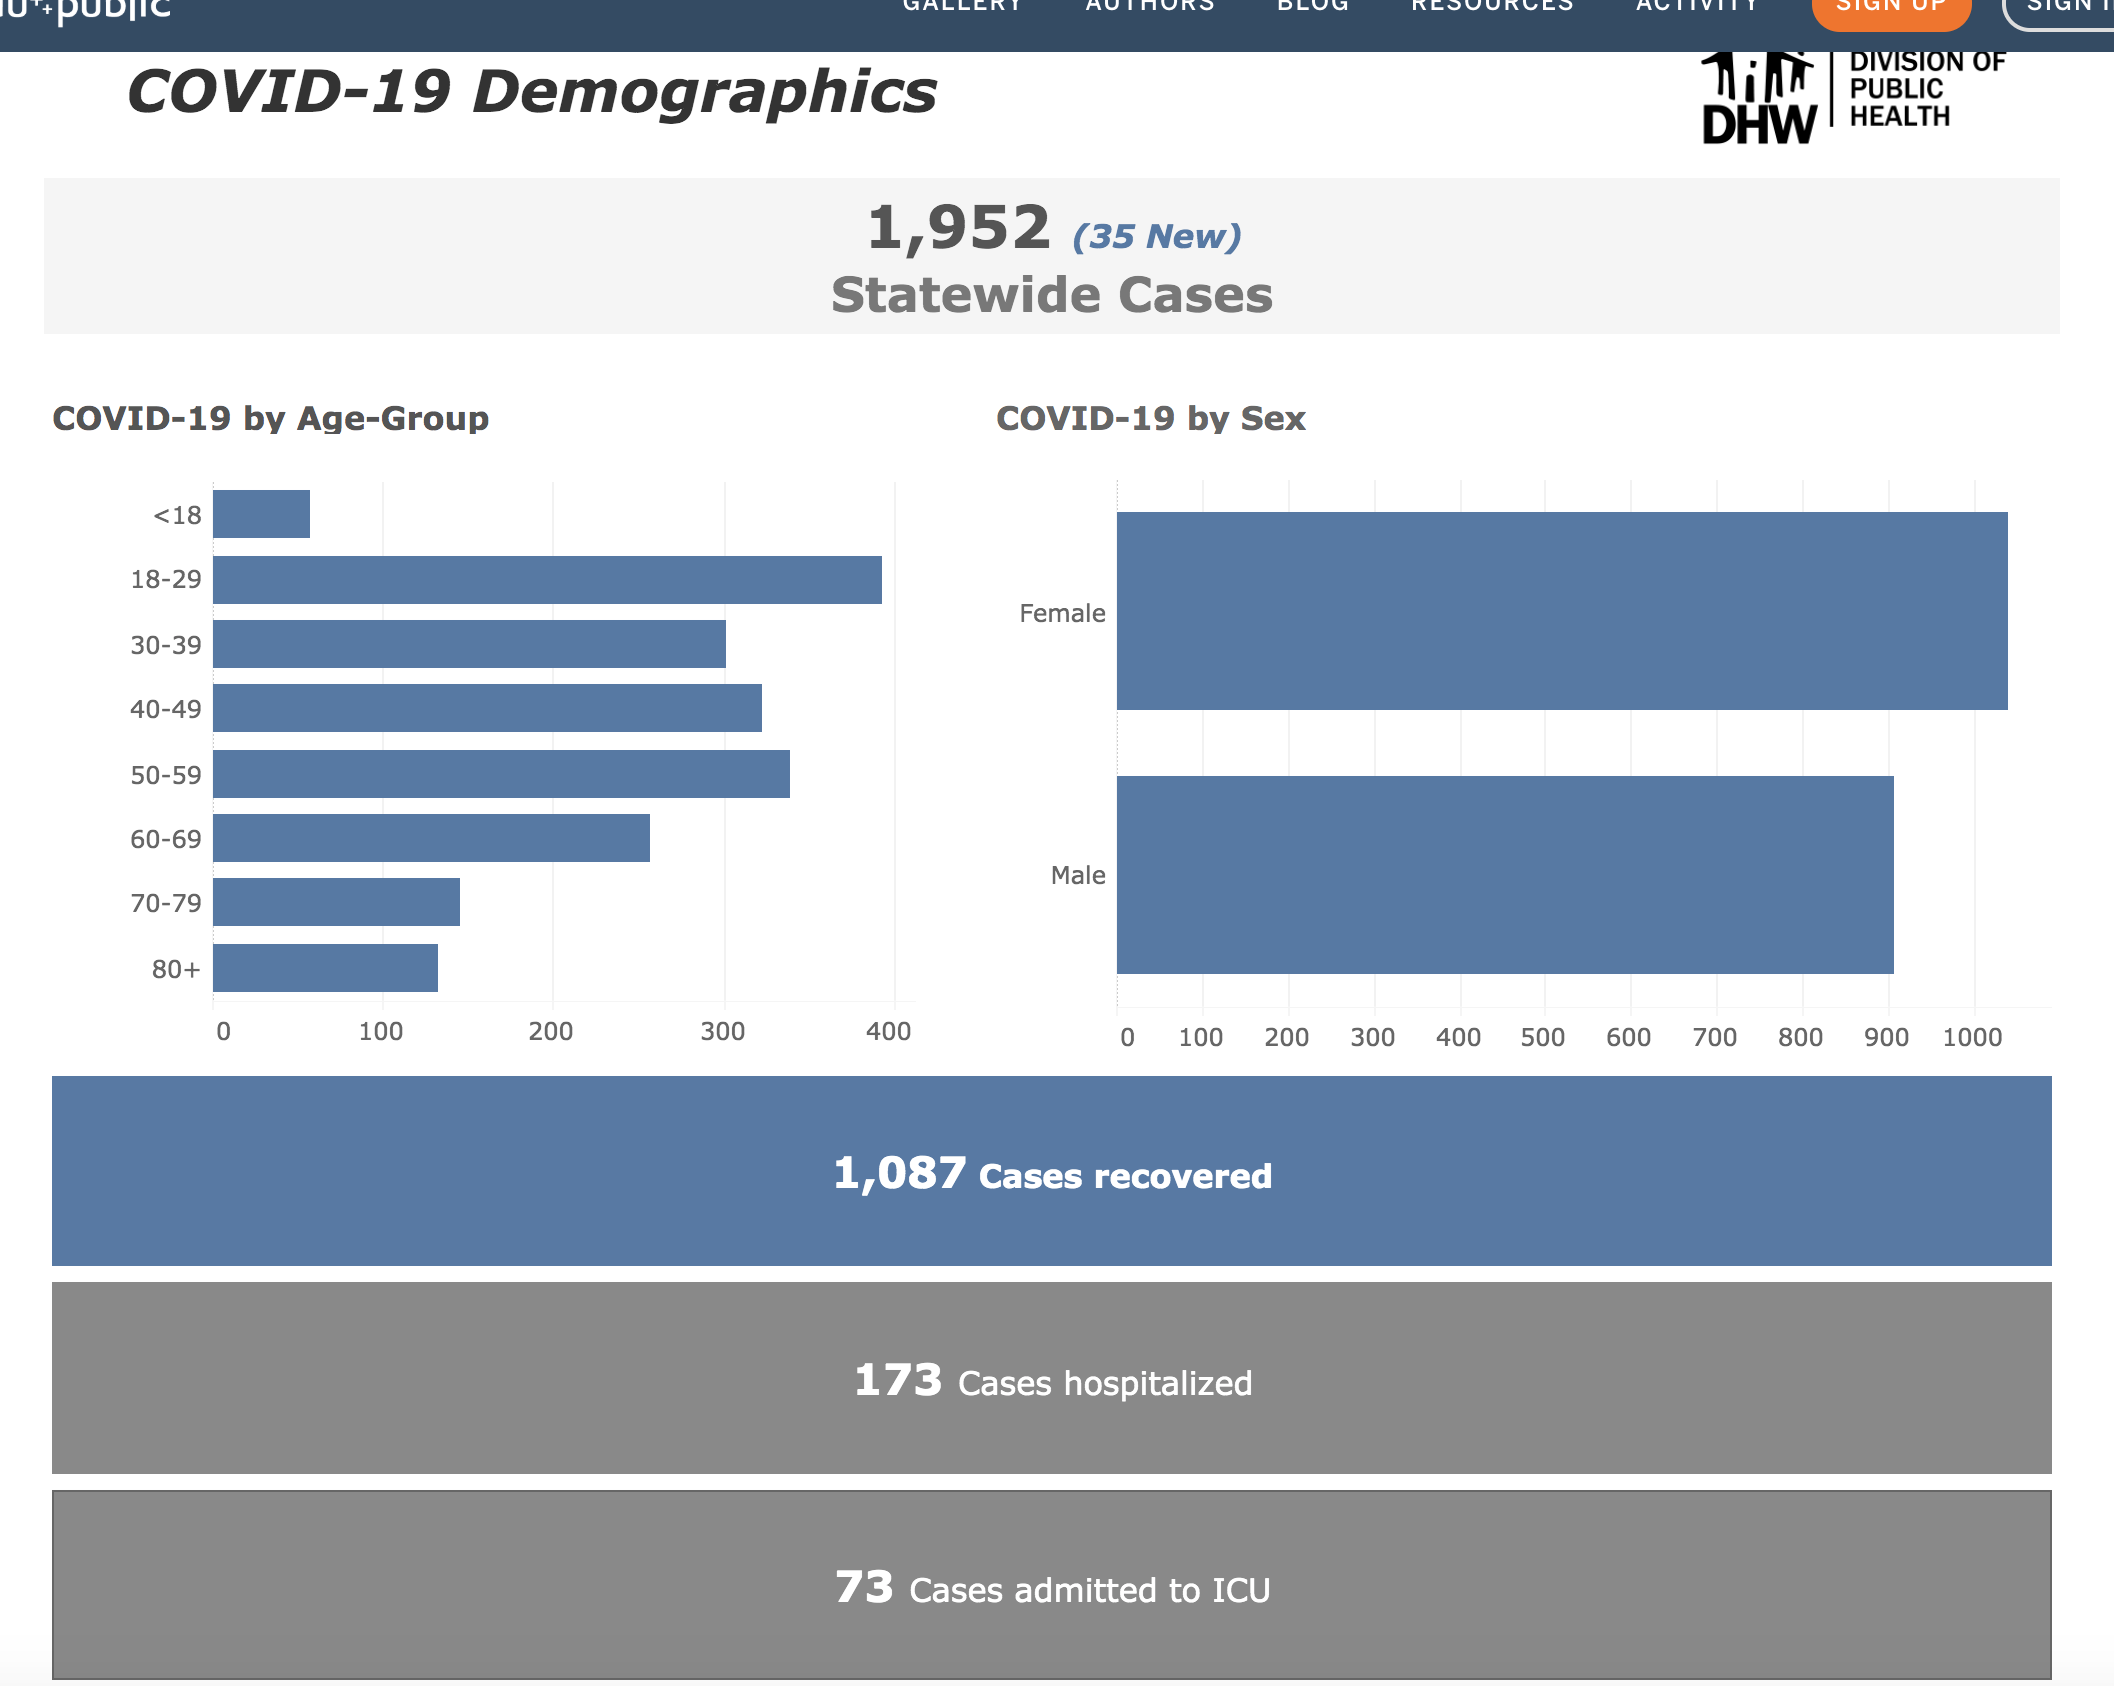 public
GALLERY AUTHORS BLOG RESOURCES ACTIVITY SIGN UP SIGN
COVID-19 Demographics
DHW
DIVISION OF
PUBLIC
HEALTH
1,952 (35 New)
Statewide Cases
COVID-19 by Age-Group
<18
18-29
30-39
40-49
50-59
60-69
70-79
80+
0 100 200 300 400
COVID-19 by Sex
Female
Male
0 100 200 300 400 500 600 700 800 900 1000
1,087 Cases recovered
173 Cases hospitalized
73 Cases admitted to ICU